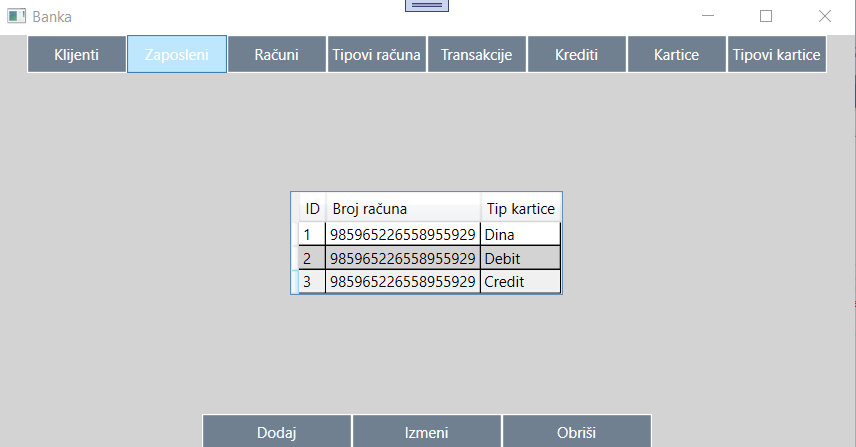 Banka
Klijenti Zaposleni Računi Tipovi računa Transakcije Krediti Kartice Tipovi kartice
ID Broj računa Tip kartice
1 985965226558955929 Dina
2 985965226558955929 Debit
3 985965226558955929 Credit
Dodaj Izmeni Obriši